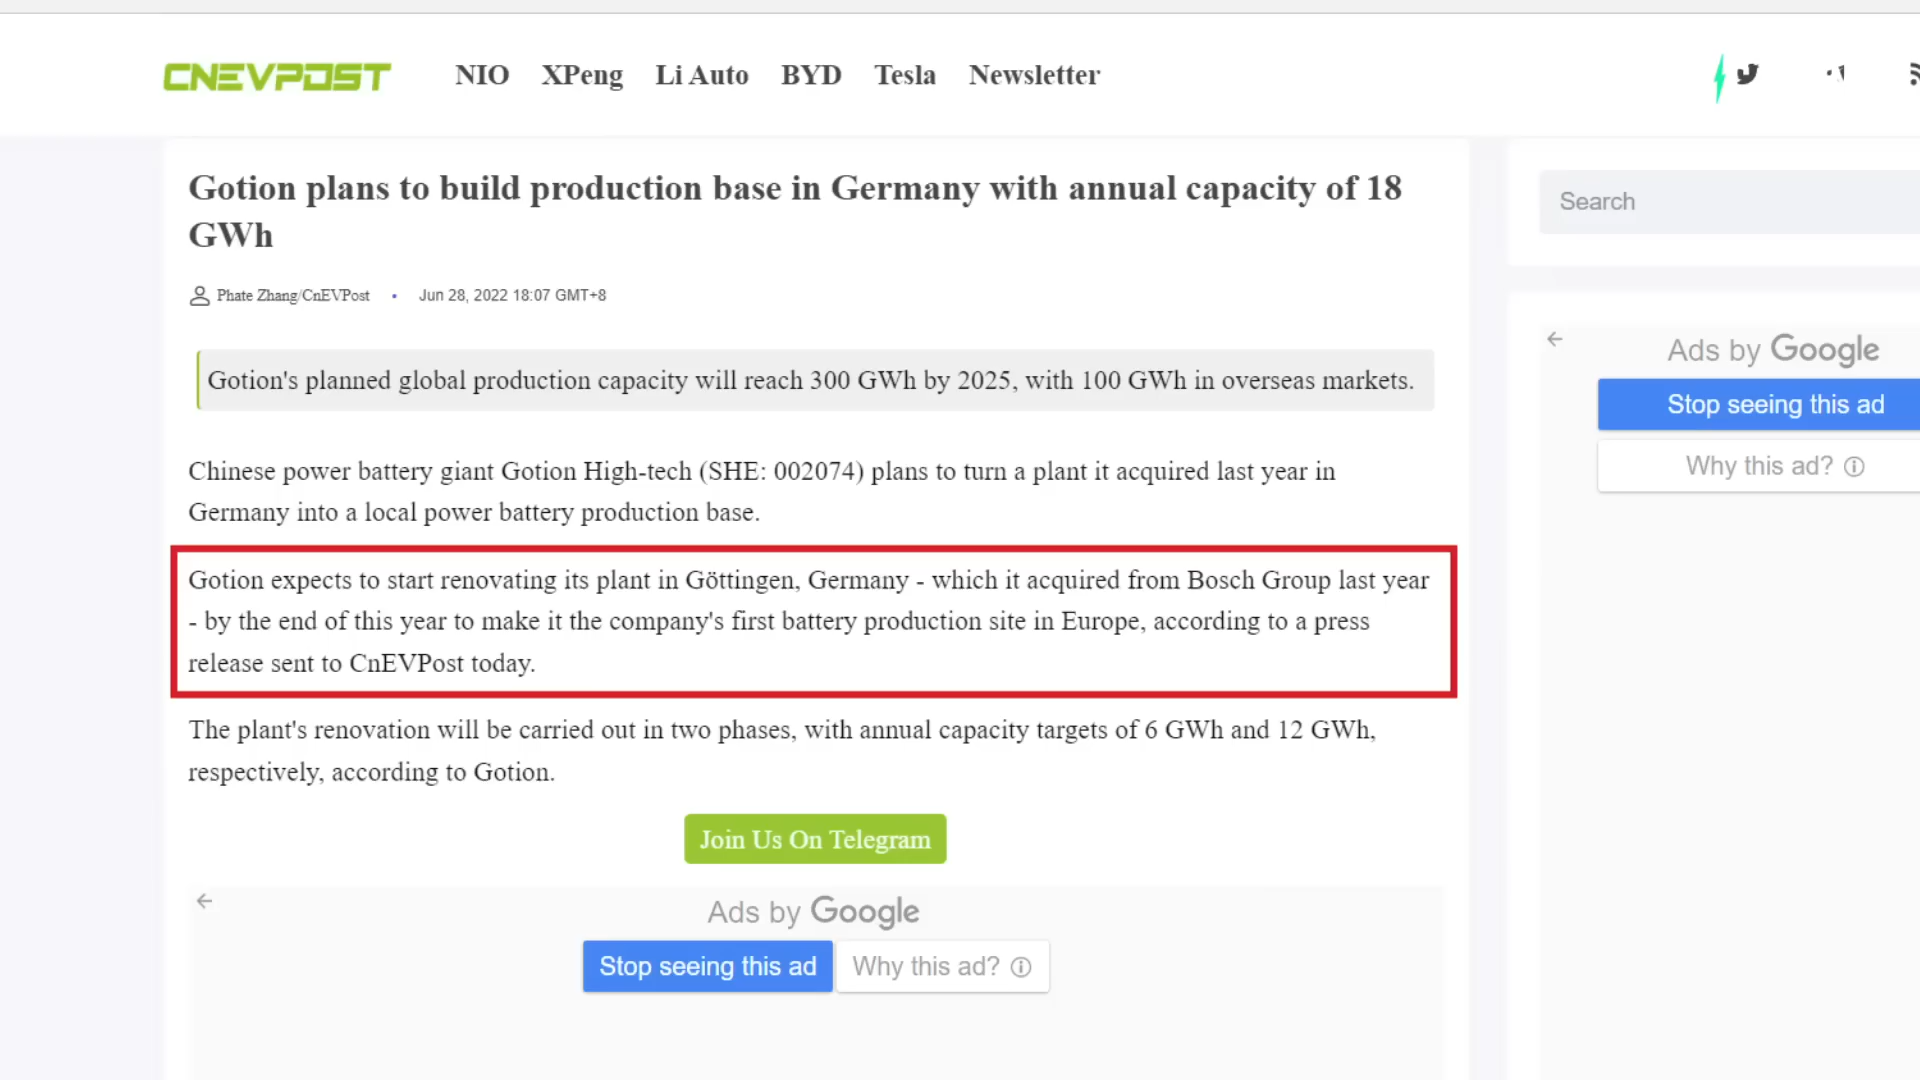 CNEVPOST NIO XPeng Li Auto BYD Tesla Newsletter
Gotion plans to build production base in Germany with annual capacity of 18
GWh
Phate Zhang/CnEVPost • Jun 28, 2022 18:07 GMT+8
Gotion's planned global production capacity will reach 300 GWh by 2025, with 100 GWh in overseas markets.
Chinese power battery giant Gotion High-tech (SHE: 002074) plans to turn a plant it acquired last year in
Germany into a local power battery production base.
Gotion expects to start renovating its plant in Göttingen, Germany - which it acquired from Bosch Group last year
- by the end of this year to make it the company's first battery production site in Europe, according to a press
release sent to CnEVPost today.
The plant's renovation will be carried out in two phases, with annual capacity targets of 6 GWh and 12 GWh,
respectively, according to Gotion.
Join Us On Telegram
Ads by Google
Stop seeing this ad Why this ad?
Search
Ads by Google
Stop seeing this ad
Why this ad?